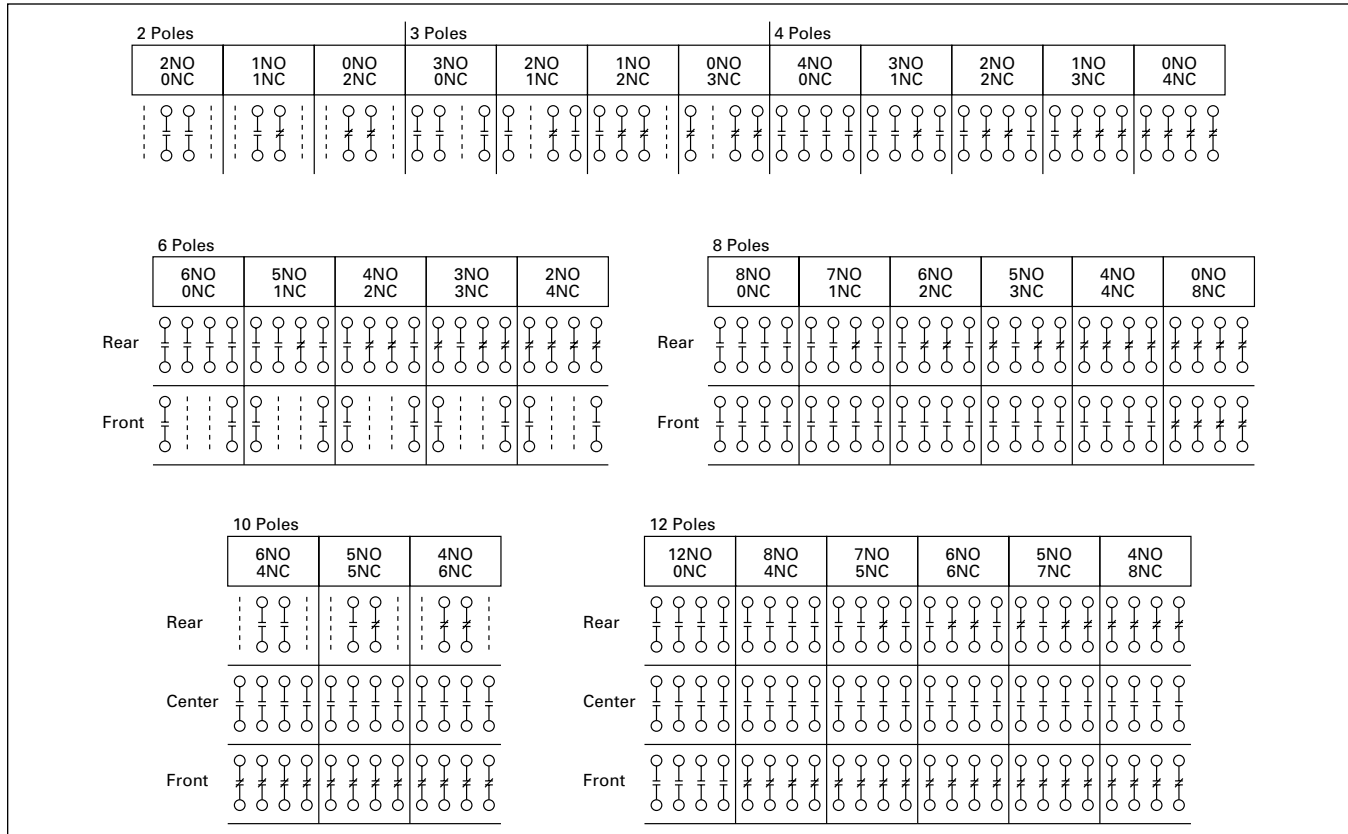 2 Poles 3 Poles 4 Poles
2NO 1NO 0NO 3NO 2NO 1NO 0NO 4NO 3NO 2NO 1NO 0NO
0NC 1NC 2NC 0NC 1NC 2NC 3NC 0NC 1NC 2NC 3NC 4NC
6 Poles
6NO 5NO 4NO 3NO 2NO
0NC 1NC 2NC 3NC 4NC
Rear
Front
8 Poles
8NO 7NO 6NO 5NO 4NO 0NO
0NC 1NC 2NC 3NC 4NC 8NC
Rear
Front
10 Poles
6NO 5NO 4NO
4NC 5NC 6NC
Rear
Center
Front
12 Poles
12NO 8NO 7NO 6NO 5NO 4NO
0NC 4NC 5NC 6NC 7NC 8NC
Rear
Center
Front